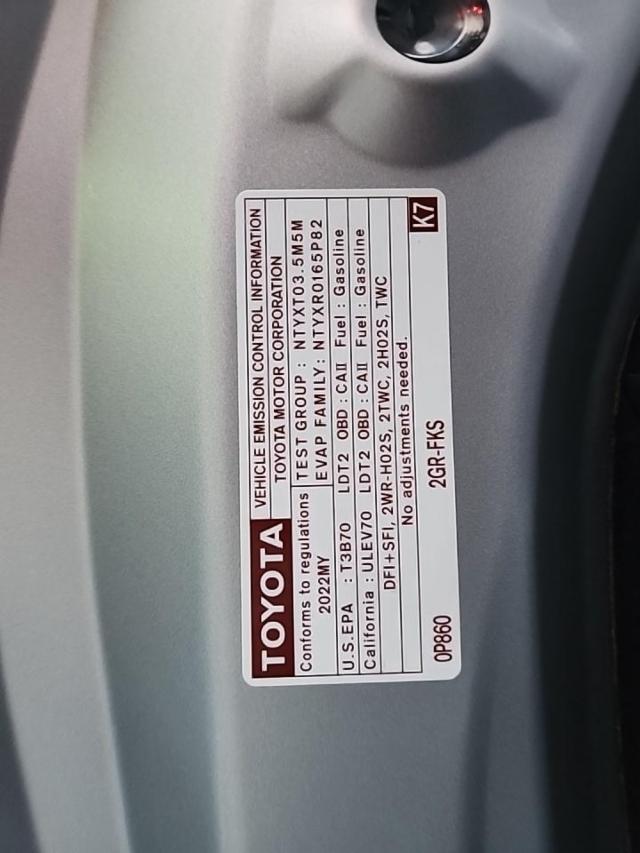 TOYOTA
VEHICLE EMISSION CONTROL INFORMATION
TOYOTA MOTOR CORPORATION
Conforms to regulations
2022MY
TEST GROUP : NTYXT03.5M5M
EVAP FAMILY: NTYXR0165P82
U.S.EPA : T3B70 LDT2 OBD : CAII Fuel : Gasoline
California : ULEV70 LDT2 OBD : CAII Fuel : Gasoline
DFI+SFI, 2WR-HO2S, 2TWC, 2HO2S, TWC
No adjustments needed.
0P860 2GR-FKS K7